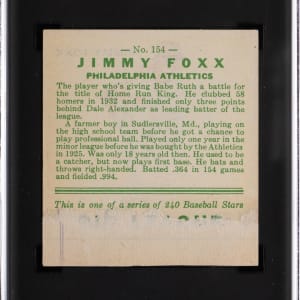 — No. 154 —
JIMMY FOXX
PHILADELPHIA ATHLETICS
The player who's giving Babe Ruth a battle for
the title of Home Run King. He clubbed 58
homers in 1932 and finished only three points
behind Dale Alexander as leading batter of the
league.
A farmer boy in Sudlersville, Md., playing on
the high school team before he got a chance to
play professional ball. Played only one year in the
minor league before he was bought by the Athletics
in 1925. Was only 18 years old then. He used to be
a catcher, but now plays first base. He bats and
throws right-handed. Batted .364 in 154 games
and fielded .994.
This is one of a series of 240 Baseball Stars